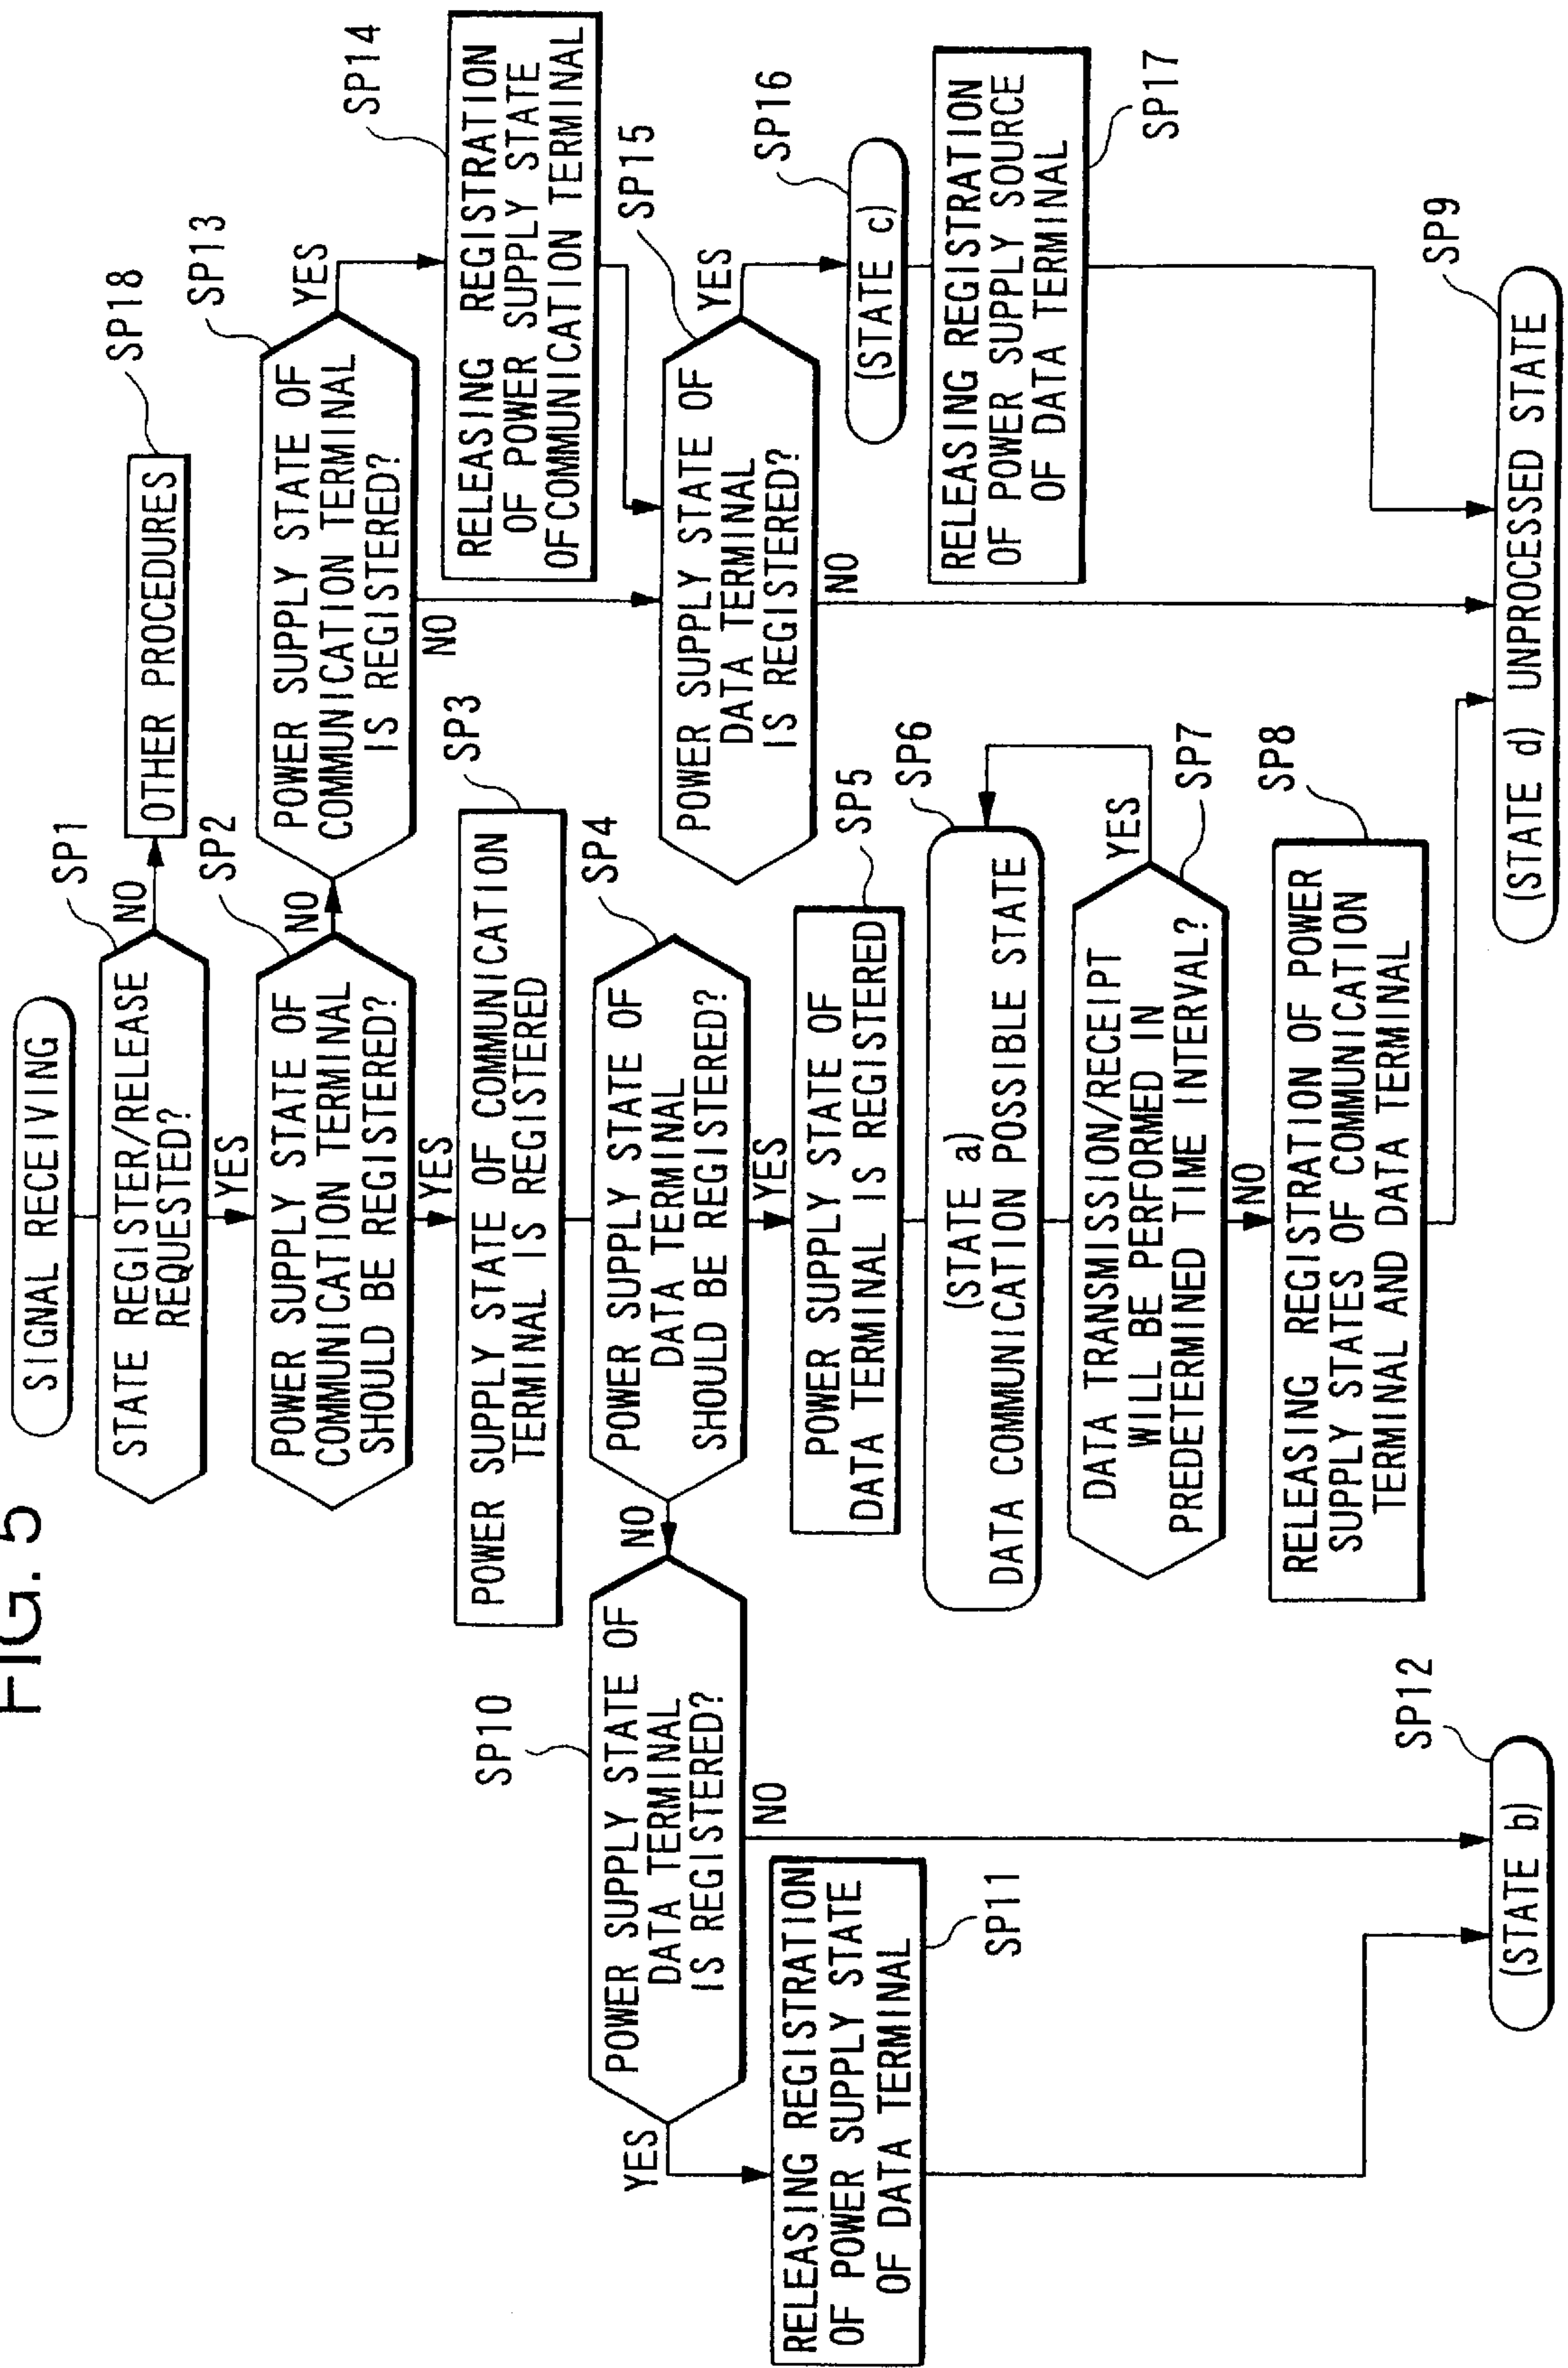 FIG. 5
SIGNAL RECEIVING
SP1
STATE REGISTER/RELEASE
REQUESTED?
NO
SP18
OTHER PROCEDURES
YES
SP2
POWER SUPPLY STATE OF
COMMUNICATION TERMINAL
SHOULD BE REGISTERED?
NO
SP13
POWER SUPPLY STATE OF
COMMUNICATION TERMINAL
IS REGISTERED?
YES
NO
SP14
RELEASING REGISTRATION
OF POWER SUPPLY STATE
OF COMMUNICATION TERMINAL
YES
SP3
POWER SUPPLY STATE OF COMMUNICATION
TERMINAL IS REGISTERED
SP4
POWER SUPPLY STATE OF
DATA TERMINAL
SHOULD BE REGISTERED?
NO
SP10
POWER SUPPLY STATE OF
DATA TERMINAL
IS REGISTERED?
YES
NO
SP11
RELEASING REGISTRATION
OF POWER SUPPLY STATE
OF DATA TERMINAL
SP12
(STATE b)
YES
SP5
POWER SUPPLY STATE OF
DATA TERMINAL IS REGISTERED
SP6
(STATE a)
DATA COMMUNICATION POSSIBLE STATE
SP7
DATA TRANSMISSION/RECEIPT
WILL BE PERFORMED IN
PREDETERMINED TIME INTERVAL?
YES
NO
SP8
RELEASING REGISTRATION OF POWER
SUPPLY STATES OF COMMUNICATION
TERMINAL AND DATA TERMINAL
SP15
POWER SUPPLY STATE OF
DATA TERMINAL
IS REGISTERED?
YES
NO
SP16
(STATE c)
RELEASING REGISTRATION
OF POWER SUPPLY SOURCE
OF DATA TERMINAL
SP17
SP9
(STATE d) UNPROCESSED STATE